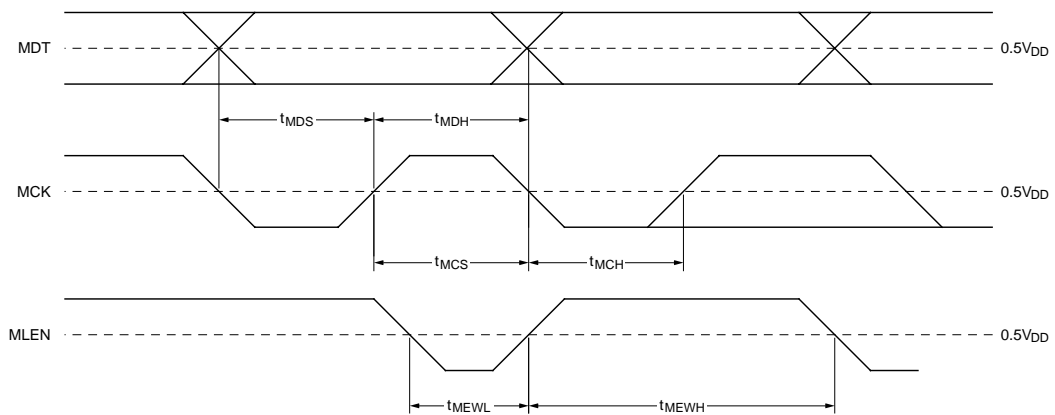 MDT 0.5VDD
tMDS tMDH
MCK 0.5VDD
tMCS tMCH
MLEN 0.5VDD
tMEWL tMEWH